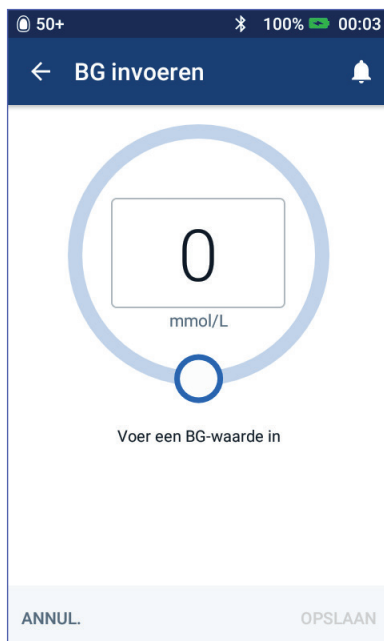 50+ 100% 00:03
BG invoeren
0
mmol/L
Voer een BG-waarde in
ANNUL. OPSLAAN